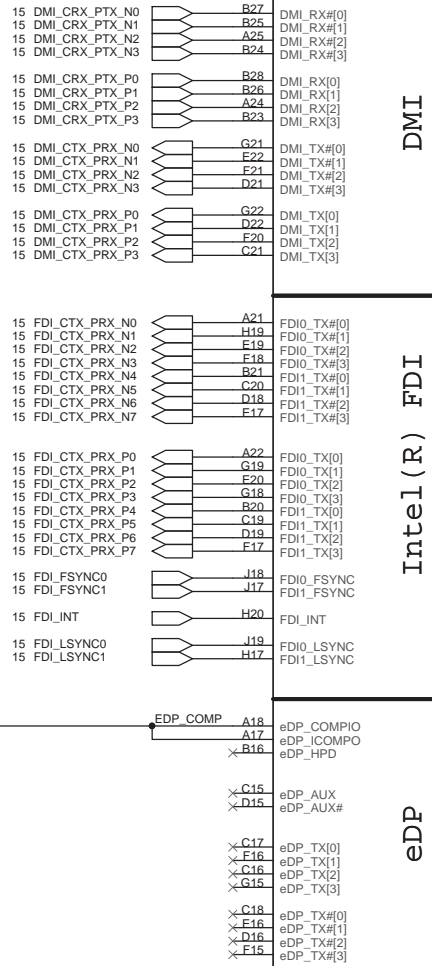 15 DMI_CRX_PTX_N0 B27 DMI_RX#[0]
15 DMI_CRX_PTX_N1 B25 DMI_RX#[1]
15 DMI_CRX_PTX_N2 A25 DMI_RX#[2]
15 DMI_CRX_PTX_N3 B24 DMI_RX#[3]
15 DMI_CRX_PTX_P0 B28 DMI_RX[0]
15 DMI_CRX_PTX_P1 B26 DMI_RX[1]
15 DMI_CRX_PTX_P2 A24 DMI_RX[2]
15 DMI_CRX_PTX_P3 B23 DMI_RX[3]
15 DMI_CTX_PRX_N0 G21 DMI_TX#[0]
15 DMI_CTX_PRX_N1 E22 DMI_TX#[1]
15 DMI_CTX_PRX_N2 F21 DMI_TX#[2]
15 DMI_CTX_PRX_N3 D21 DMI_TX#[3]
15 DMI_CTX_PRX_P0 G22 DMI_TX[0]
15 DMI_CTX_PRX_P1 D22 DMI_TX[1]
15 DMI_CTX_PRX_P2 F20 DMI_TX[2]
15 DMI_CTX_PRX_P3 C21 DMI_TX[3]
DMI
15 FDI_CTX_PRX_N0 A21 FDI0_TX#[0]
15 FDI_CTX_PRX_N1 H19 FDI0_TX#[1]
15 FDI_CTX_PRX_N2 E19 FDI0_TX#[2]
15 FDI_CTX_PRX_N3 F18 FDI0_TX#[3]
15 FDI_CTX_PRX_N4 B21 FDI1_TX#[0]
15 FDI_CTX_PRX_N5 C20 FDI1_TX#[1]
15 FDI_CTX_PRX_N6 D18 FDI1_TX#[2]
15 FDI_CTX_PRX_N7 E17 FDI1_TX#[3]
15 FDI_CTX_PRX_P0 A22 FDI0_TX[0]
15 FDI_CTX_PRX_P1 G19 FDI0_TX[1]
15 FDI_CTX_PRX_P2 E20 FDI0_TX[2]
15 FDI_CTX_PRX_P3 G18 FDI0_TX[3]
15 FDI_CTX_PRX_P4 B20 FDI1_TX[0]
15 FDI_CTX_PRX_P5 C19 FDI1_TX[1]
15 FDI_CTX_PRX_P6 D19 FDI1_TX[2]
15 FDI_CTX_PRX_P7 F17 FDI1_TX[3]
15 FDI_FSYNC0 J18 FDI0_FSYNC
15 FDI_FSYNC1 J17 FDI1_FSYNC
15 FDI_INT H20 FDI_INT
15 FDI_LSYNC0 J19 FDI0_LSYNC
15 FDI_LSYNC1 H17 FDI1_LSYNC
Intel(R) FDI
EDP_COMP A18 eDP_COMPIO
A17 eDP_ICOMPO
B16 eDP_HPD
C15 eDP_AUX
D15 eDP_AUX#
C17 eDP_TX[0]
F16 eDP_TX[1]
C16 eDP_TX[2]
G15 eDP_TX[3]
C18 eDP_TX#[0]
E16 eDP_TX#[1]
D16 eDP_TX#[2]
F15 eDP_TX#[3]
eDP